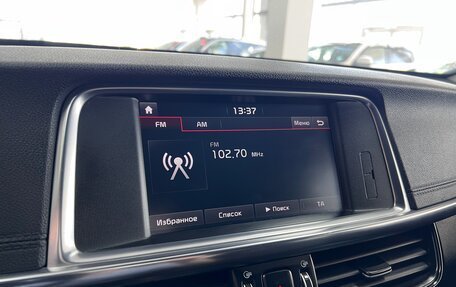 13:37
FM AM Меню
FM
102.70 MHz
Избранное Список ► Поиск TA